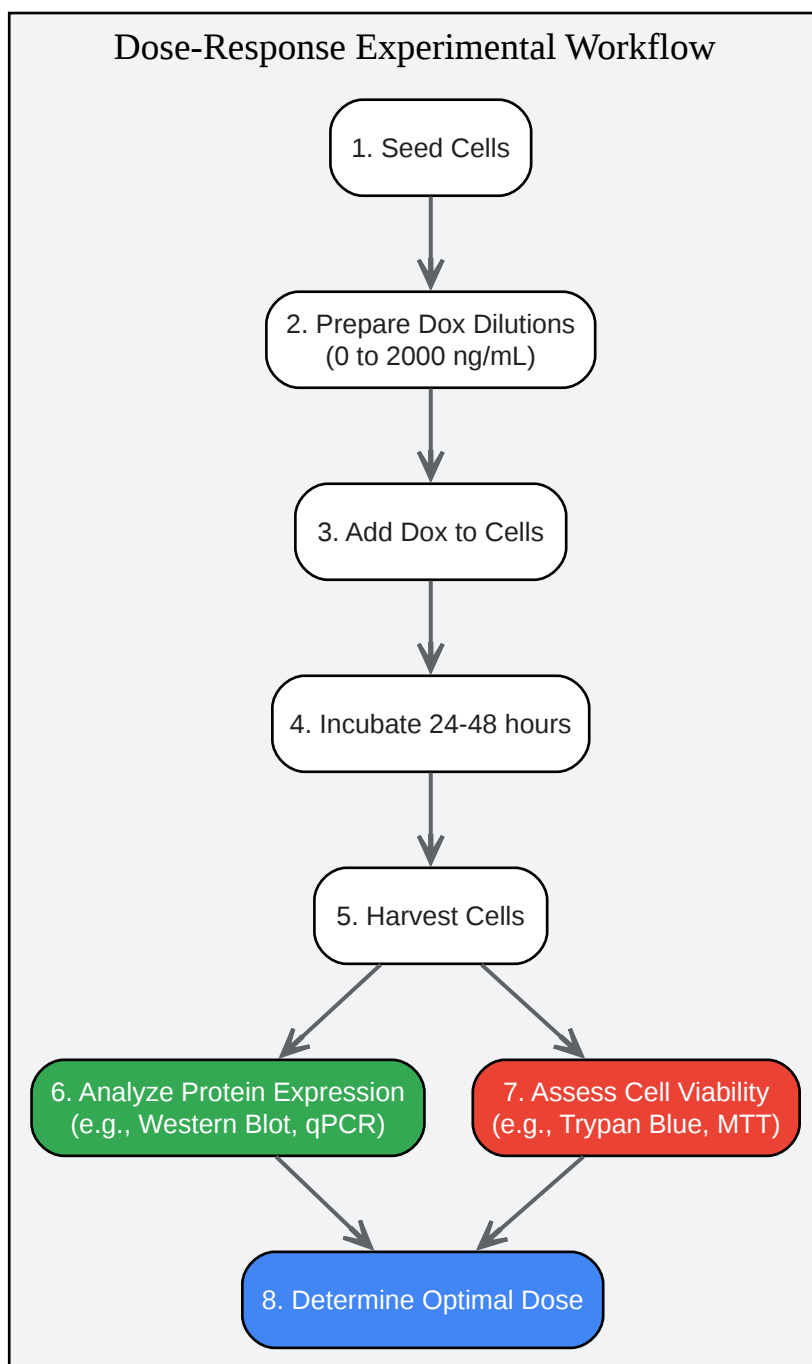 Dose-Response Experimental Workflow
1. Seed Cells
2. Prepare Dox Dilutions
(0 to 2000 ng/mL)
3. Add Dox to Cells
4. Incubate 24-48 hours
5. Harvest Cells
6. Analyze Protein Expression
(e.g., Western Blot, qPCR)
7. Assess Cell Viability
(e.g., Trypan Blue, MTT)
8. Determine Optimal Dose